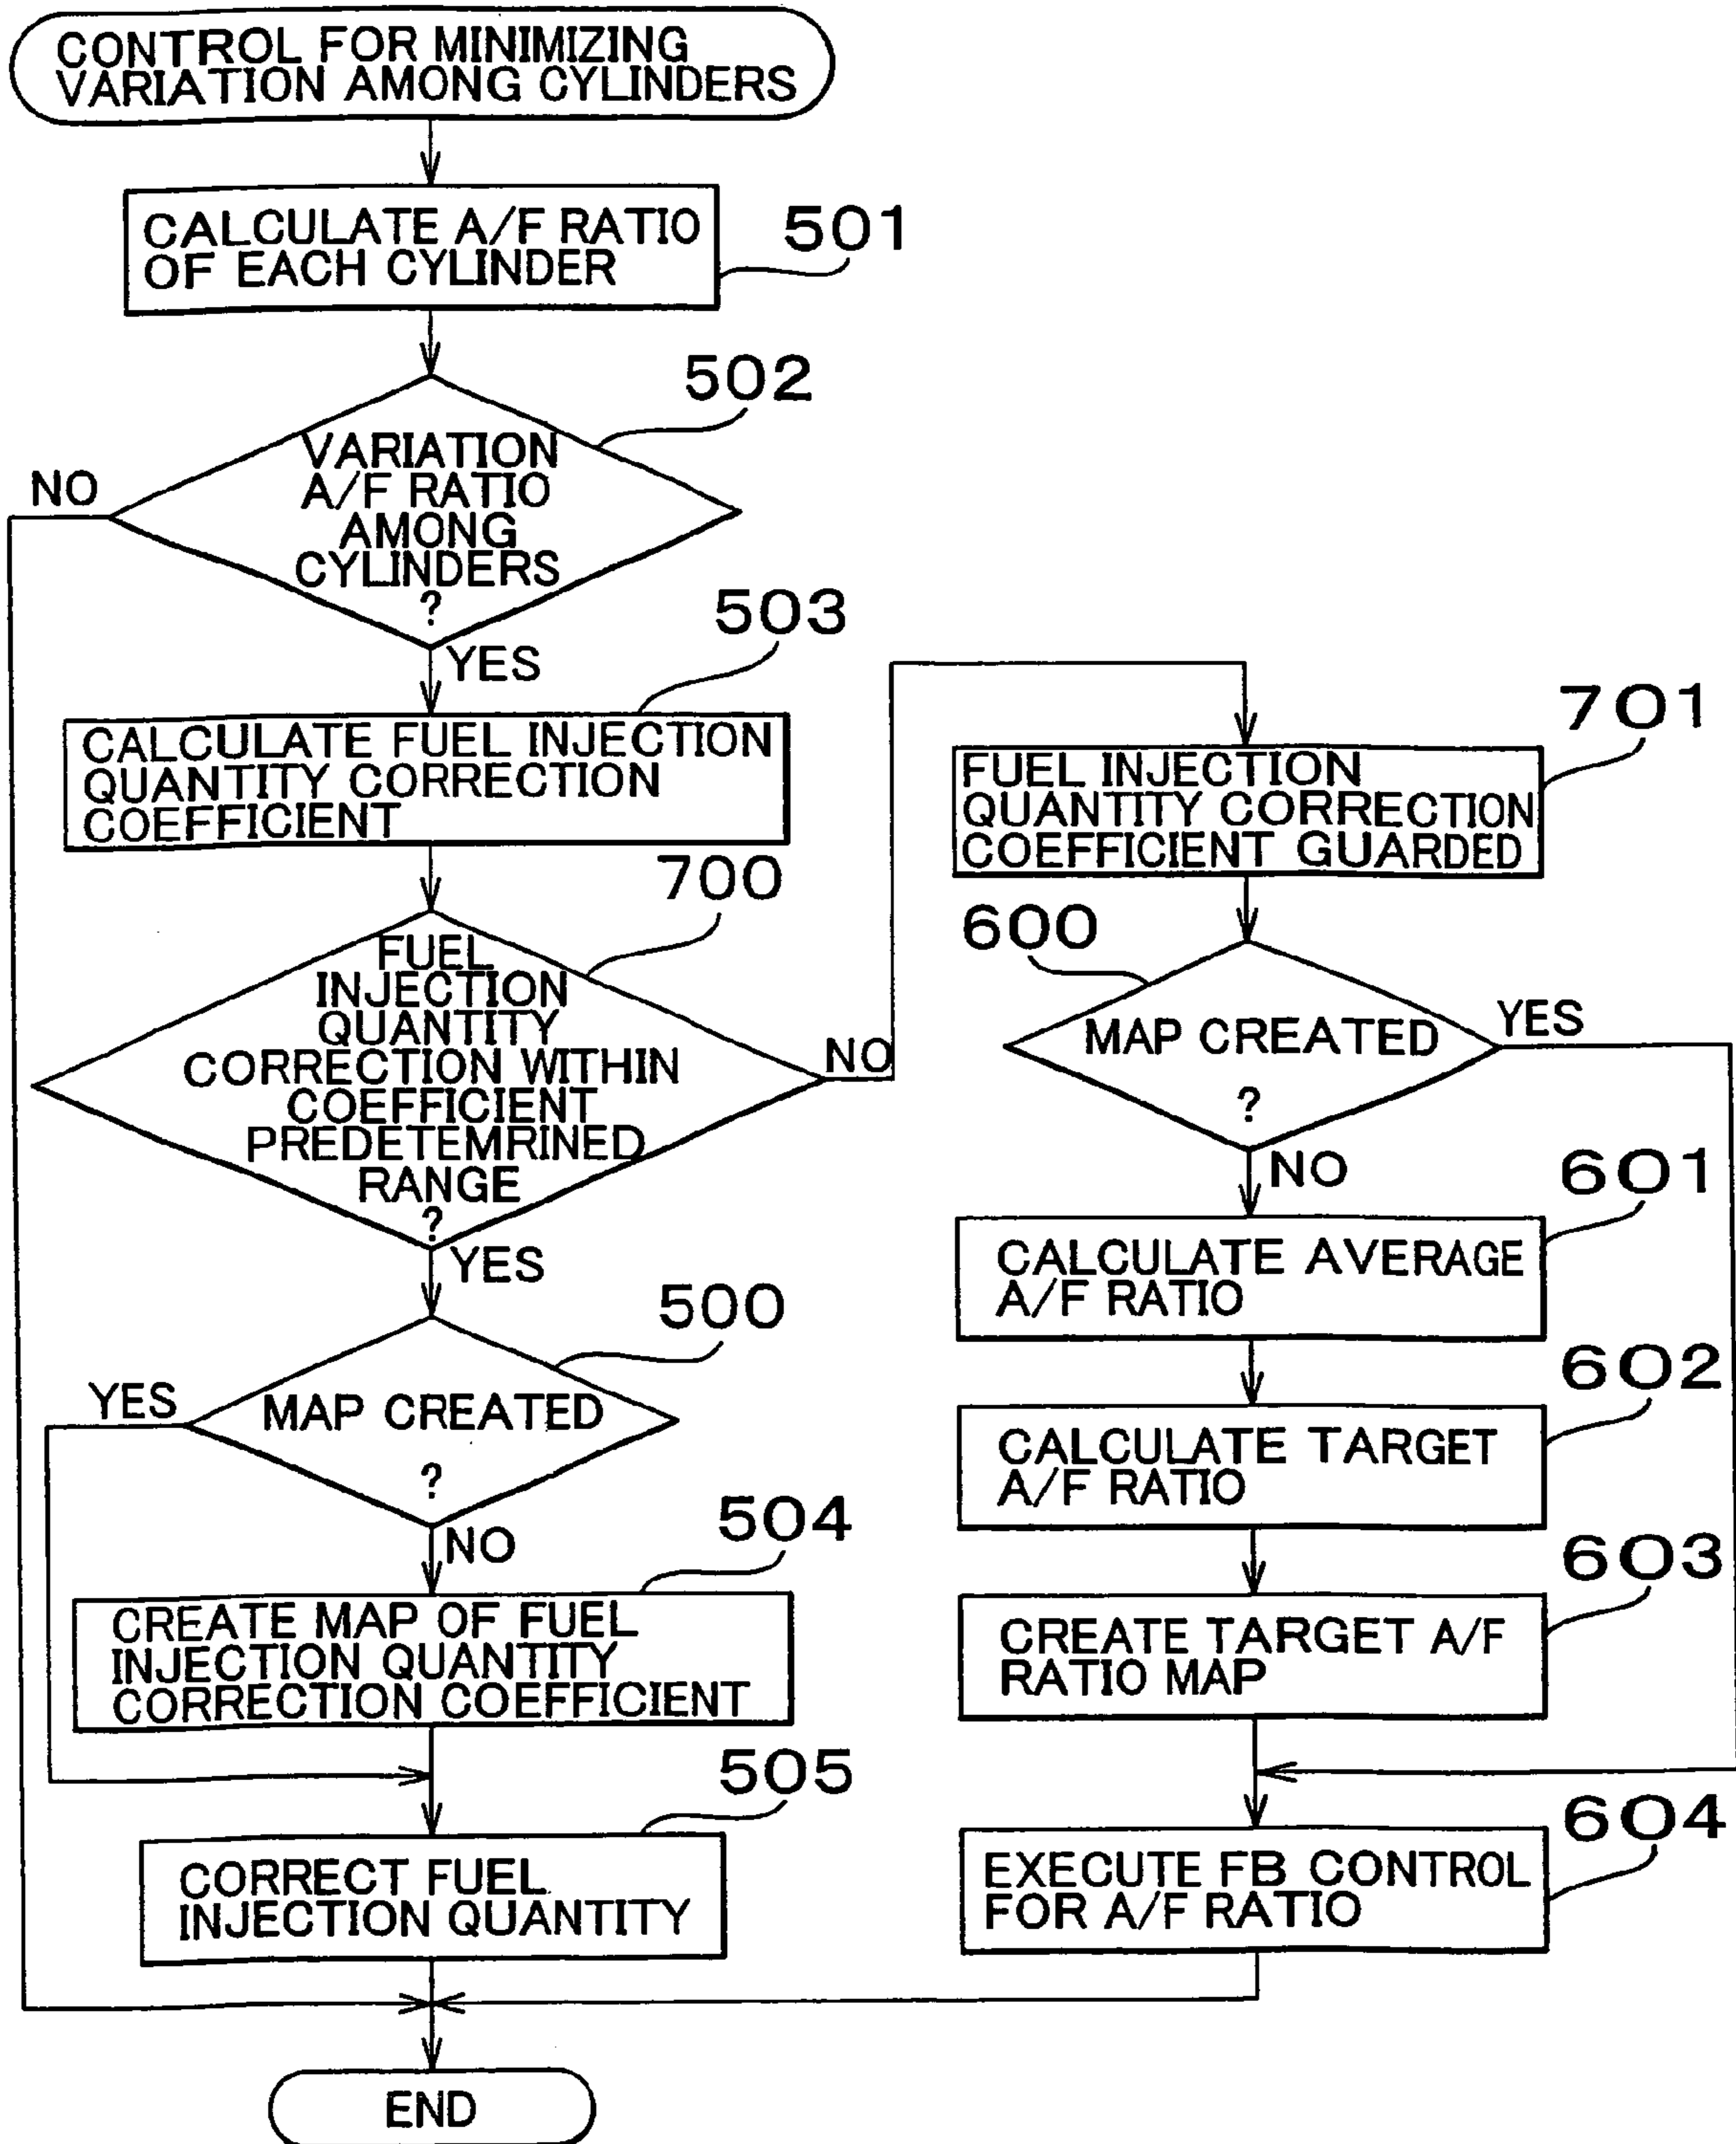 CONTROL FOR MINIMIZING
VARIATION AMONG CYLINDERS
CALCULATE A/F RATIO
OF EACH CYLINDER
501
502
VARIATION
A/F RATIO
AMONG
CYLINDERS
?
NO
YES
503
CALCULATE FUEL INJECTION
QUANTITY CORRECTION
COEFFICIENT
700
FUEL
INJECTION
QUANTITY
CORRECTION WITHIN
COEFFICIENT
PREDETEMRINED
RANGE
?
NO
YES
500
YES
MAP CREATED
?
NO
504
CREATE MAP OF FUEL
INJECTION QUANTITY
CORRECTION COEFFICIENT
505
CORRECT FUEL
INJECTION QUANTITY
701
FUEL INJECTION
QUANTITY CORRECTION
COEFFICIENT GUARDED
600
MAP CREATED
?
YES
NO
601
CALCULATE AVERAGE
A/F RATIO
602
CALCULATE TARGET
A/F RATIO
603
CREATE TARGET A/F
RATIO MAP
604
EXECUTE FB CONTROL
FOR A/F RATIO
END